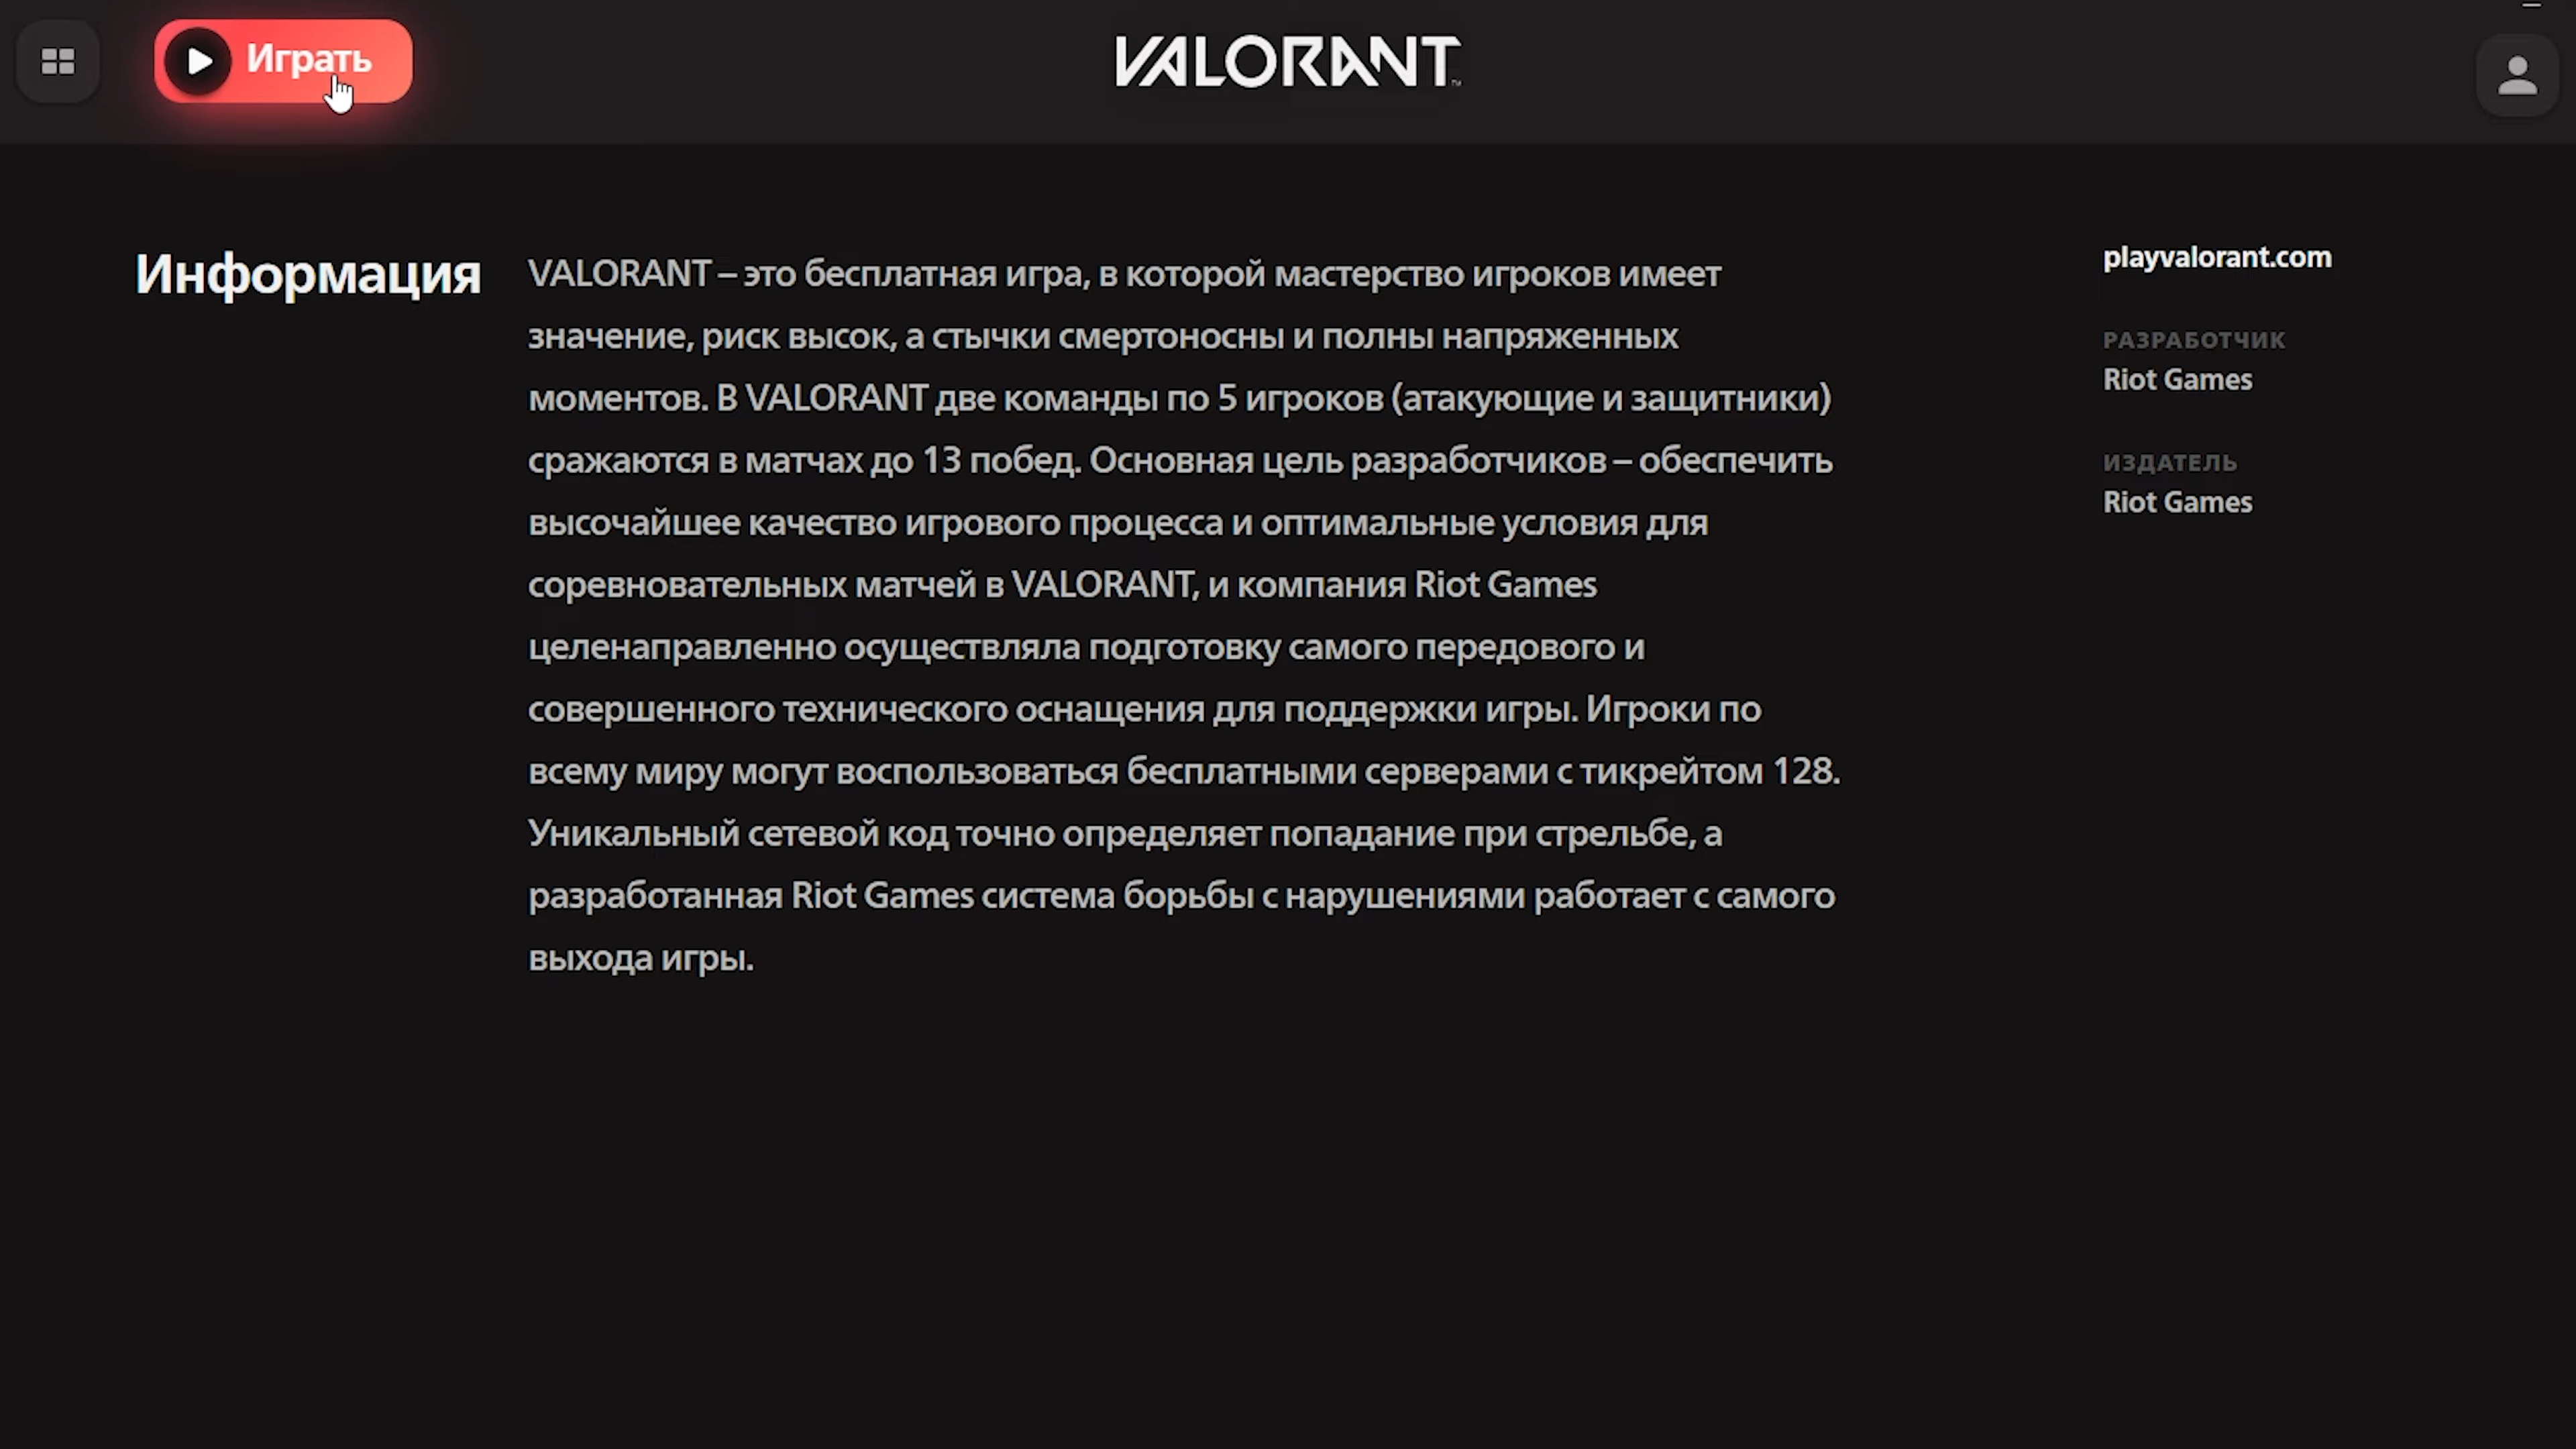 Играть
VALORANT
Информация
VALORANT – это бесплатная игра, в которой мастерство игроков имеет
значение, риск высок, а стычки смертоносны и полны напряженных
моментов. В VALORANT две команды по 5 игроков (атакующие и защитники)
сражаются в матчах до 13 побед. Основная цель разработчиков – обеспечить
высочайшее качество игрового процесса и оптимальные условия для
соревновательных матчей в VALORANT, и компания Riot Games
целенаправленно осуществляла подготовку самого передового и
совершенного технического оснащения для поддержки игры. Игроки по
всему миру могут воспользоваться бесплатными серверами с тикрейтом 128.
Уникальный сетевой код точно определяет попадание при стрельбе, а
разработанная Riot Games система борьбы с нарушениями работает с самого
выхода игры.
playvalorant.com
РАЗРАБОТЧИК
Riot Games
ИЗДАТЕЛЬ
Riot Games